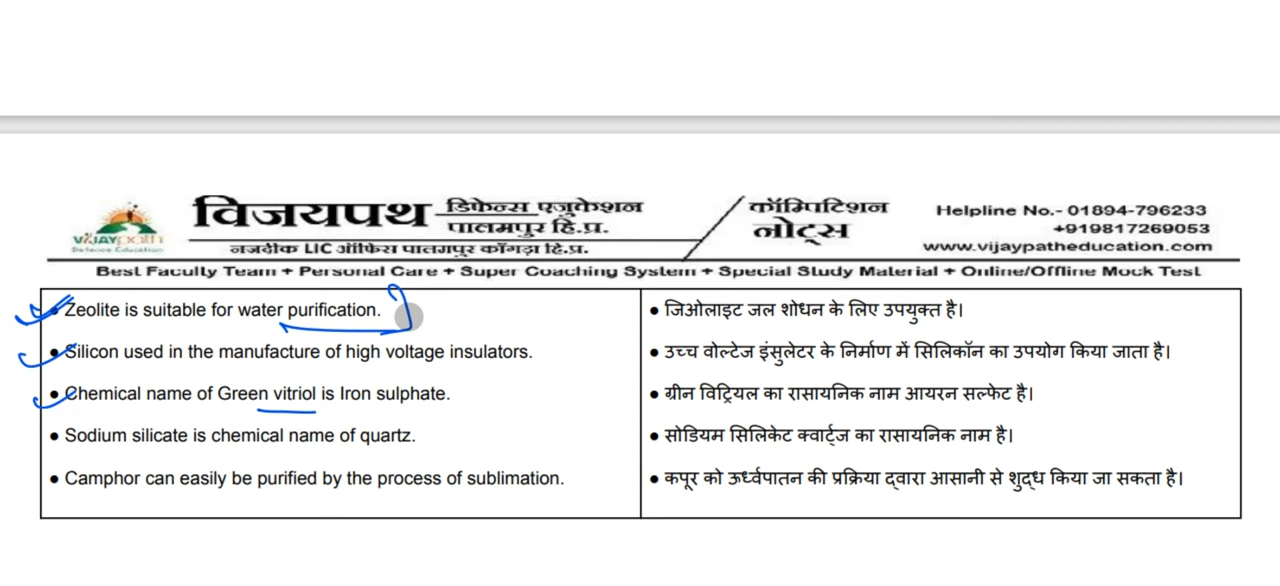 VIJAYpath
Defence Education
विजयपथ डिफेन्स एजुकेशन
पालमपुर हि.प्र.
नजदीक LIC ऑफिस पालमपुर काँगड़ा हि.प्र.
कॉम्पिटिशन
नोट्स
Helpline No.- 01894-796233
+919817269053
www.vijaypatheducation.com
Best Faculty Team + Personal Care + Super Coaching System + Special Study Material + Online/Offline Mock Test
• Zeolite is suitable for water purification.
• Silicon used in the manufacture of high voltage insulators.
• Chemical name of Green vitriol is Iron sulphate.
• Sodium silicate is chemical name of quartz.
• Camphor can easily be purified by the process of sublimation.
• जिओलाइट जल शोधन के लिए उपयुक्त है।
• उच्च वोल्टेज इंसुलेटर के निर्माण में सिलिकॉन का उपयोग किया जाता है।
• ग्रीन विट्रियल का रासायनिक नाम आयरन सल्फेट है।
• सोडियम सिलिकेट क्वार्ट्ज का रासायनिक नाम है।
• कपूर को ऊर्ध्वपातन की प्रक्रिया द्वारा आसानी से शुद्ध किया जा सकता है।